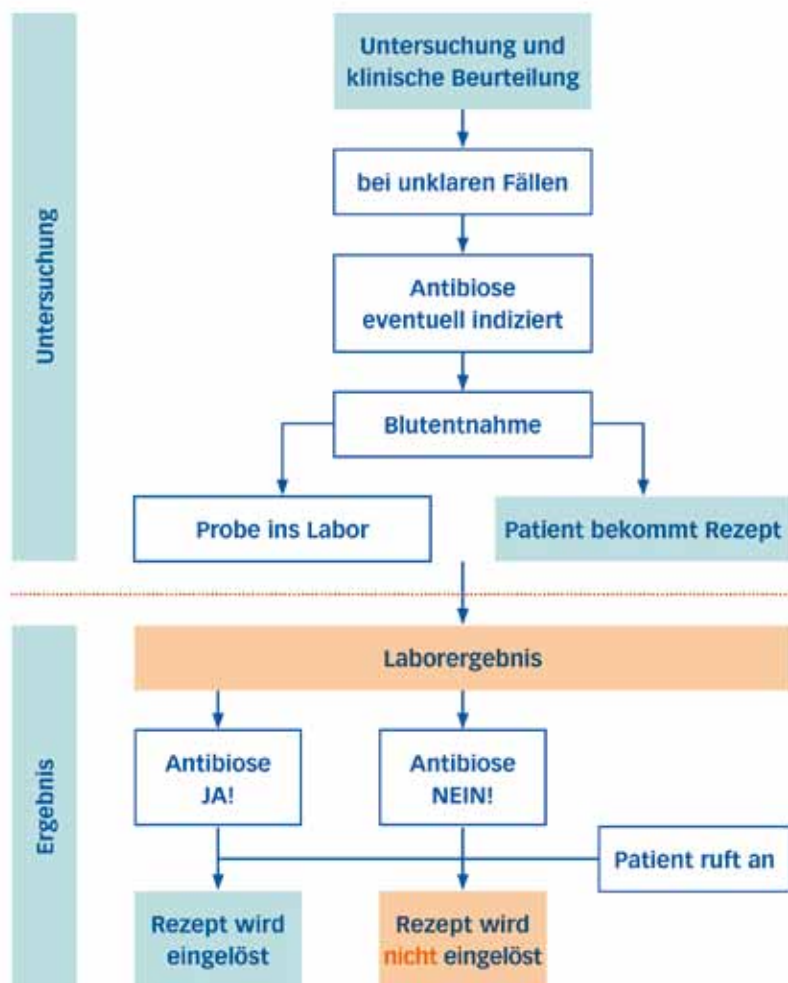 Untersuchung und
klinische Beurteilung
bei unklaren Fällen
Antibiose
eventuell indiziert
Blutentnahme
Probe ins Labor
Patient bekommt Rezept
Untersuchung
Laborergebnis
Antibiose
JA!
Antibiose
NEIN!
Patient ruft an
Rezept wird
eingelöst
Rezept wird
nicht eingelöst
Ergebnis